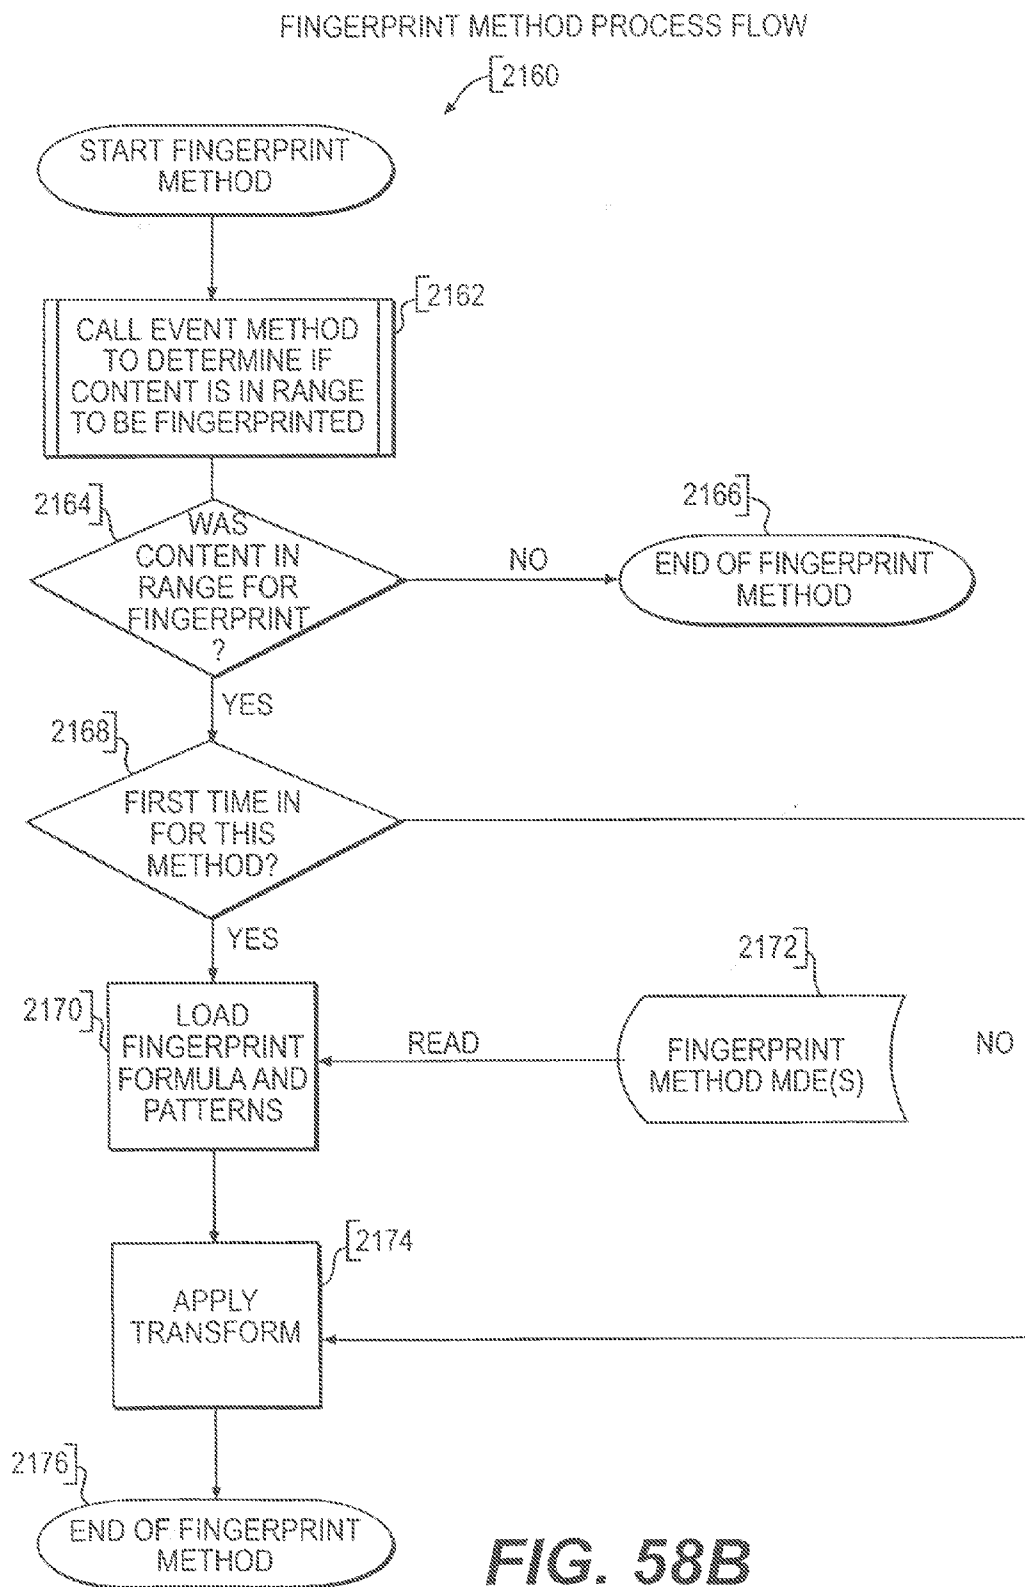 FINGERPRINT METHOD PROCESS FLOW
2160
START FINGERPRINT
METHOD
2162
CALL EVENT METHOD
TO DETERMINE IF
CONTENT IS IN RANGE
TO BE FINGERPRINTED
2164
WAS
CONTENT IN
RANGE FOR
FINGERPRINT
?
NO
2166
END OF FINGERPRINT
METHOD
YES
2168
FIRST TIME IN
FOR THIS
METHOD?
YES
2170
LOAD
FINGERPRINT
FORMULA AND
PATTERNS
READ
2172
FINGERPRINT
METHOD MDE(S)
NO
2174
APPLY
TRANSFORM
2176
END OF FINGERPRINT
METHOD
FIG. 58B